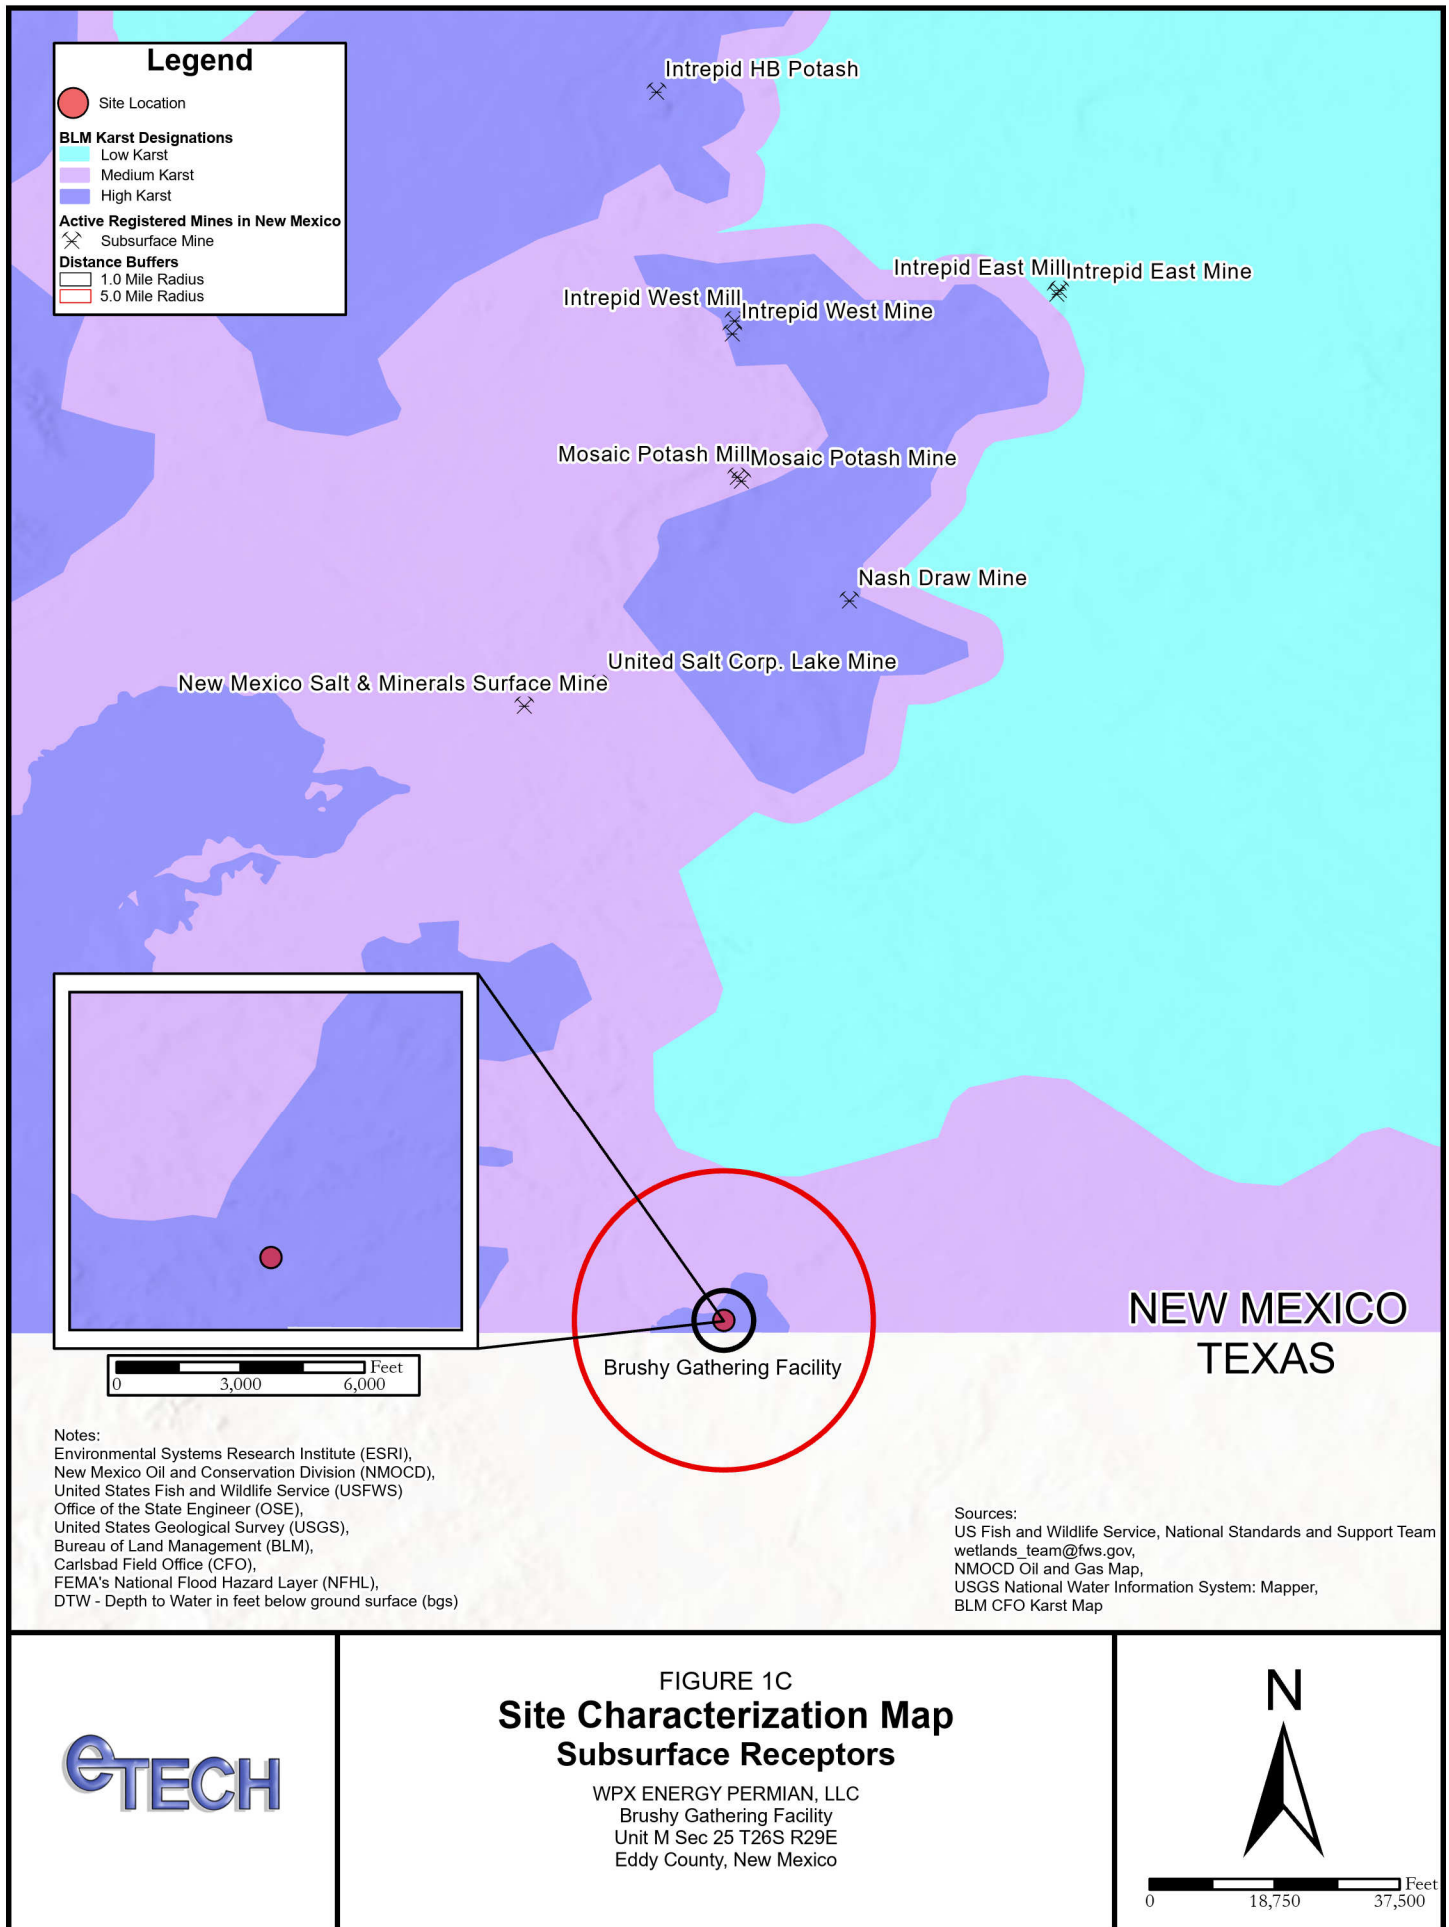 Legend
Site Location
BLM Karst Designations
Low Karst
Medium Karst
High Karst
Active Registered Mines in New Mexico
Subsurface Mine
Distance Buffers
1.0 Mile Radius
5.0 Mile Radius
Intrepid HB Potash
Intrepid East Mill
Intrepid East Mine
Intrepid West Mill
Intrepid West Mine
Mosaic Potash Mill
Mosaic Potash Mine
Nash Draw Mine
United Salt Corp. Lake Mine
New Mexico Salt & Minerals Surface Mine
NEW MEXICO
TEXAS
Brushy Gathering Facility
Feet
0 3,000 6,000
Notes:
Environmental Systems Research Institute (ESRI),
New Mexico Oil and Conservation Division (NMOCD),
United States Fish and Wildlife Service (USFWS)
Office of the State Engineer (OSE),
United States Geological Survey (USGS),
Bureau of Land Management (BLM),
Carlsbad Field Office (CFO),
FEMA's National Flood Hazard Layer (NFHL),
DTW - Depth to Water in feet below ground surface (bgs)
Sources:
US Fish and Wildlife Service, National Standards and Support Team
wetlands_team@fws.gov,
NMOCD Oil and Gas Map,
USGS National Water Information System: Mapper,
BLM CFO Karst Map
eTECH
FIGURE 1C
Site Characterization Map
Subsurface Receptors
WPX ENERGY PERMIAN, LLC
Brushy Gathering Facility
Unit M Sec 25 T26S R29E
Eddy County, New Mexico
N
Feet
0 18,750 37,500